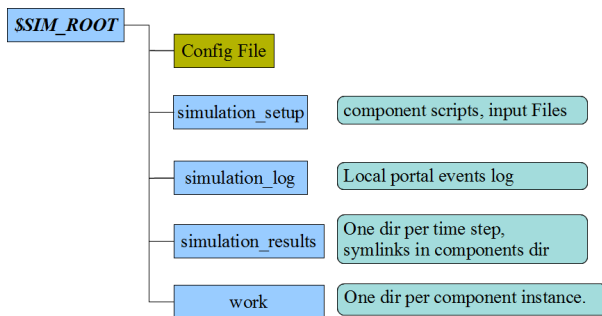 $SIM_ROOT
Config File
simulation_setup
component scripts, input Files
simulation_log
Local portal events log
simulation_results
One dir per time step,
symlinks in components dir
work
One dir per component instance.